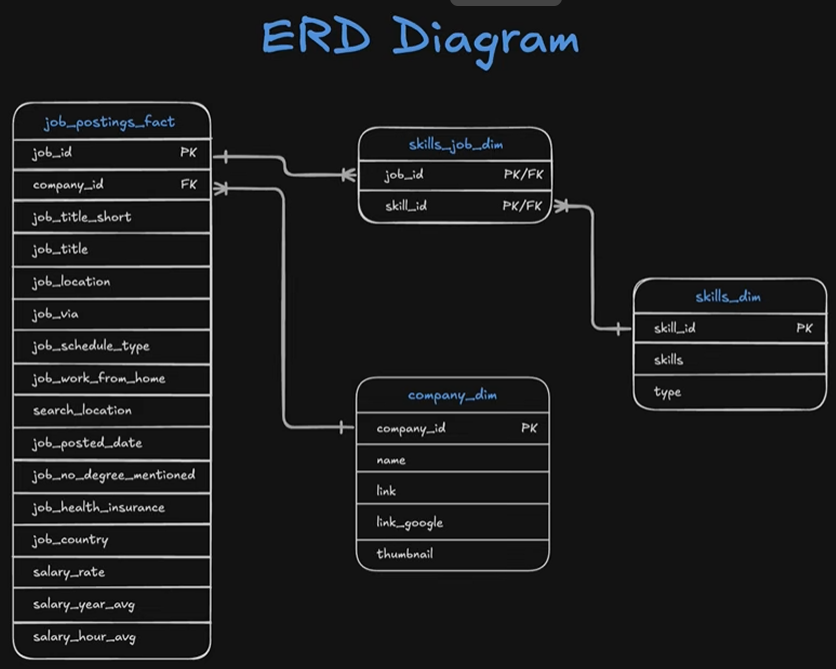 ERD Diagram
job_postings_fact
job_id PK
company_id FK
job_title_short
job_title
job_location
job_via
job_schedule_type
job_work_from_home
search_location
job_posted_date
job_no_degree_mentioned
job_health_insurance
job_country
salary_rate
salary_year_avg
salary_hour_avg
skills_job_dim
job_id PK/FK
skill_id PK/FK
company_dim
company_id PK
name
link
link_google
thumbnail
skills_dim
skill_id PK
skills
type